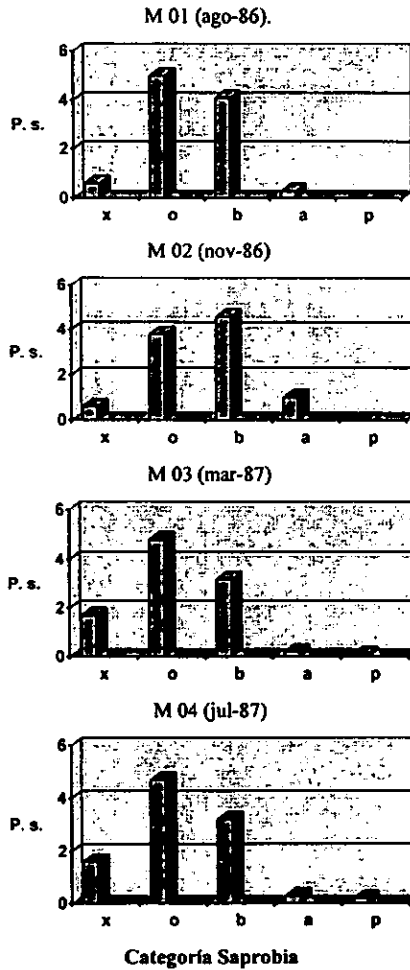 M 01 (ago-86).
6
4
P. s.
2
0
x o b a p
M 02 (nov-86)
6
4
P. s.
2
0
x o b a p
M 03 (mar-87)
6
4
P. s.
2
0
x o b a p
M 04 (jul-87)
6
4
P. s.
2
0
x o b a p
Categoría Saprobia